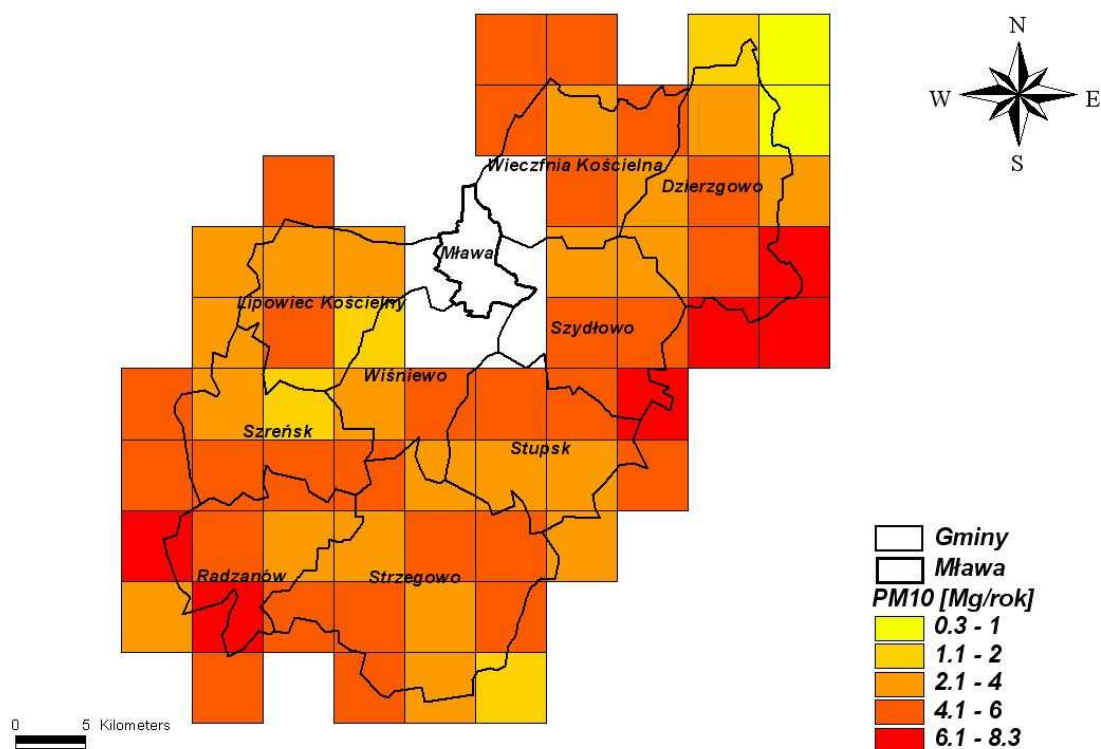 N
W
E
S
Wieczfnia Kościelna
Dzierzgowo
Mława
Lipowiec Kościelny
Szydłowo
Wiśniewo
Szreńsk
Stupsk
Radzanów
Strzegowo
Gminy
Mława
PM10 [Mg/rok]
0.3 - 1
1.1 - 2
2.1 - 4
4.1 - 6
6.1 - 8.3
0 5 Kilometers